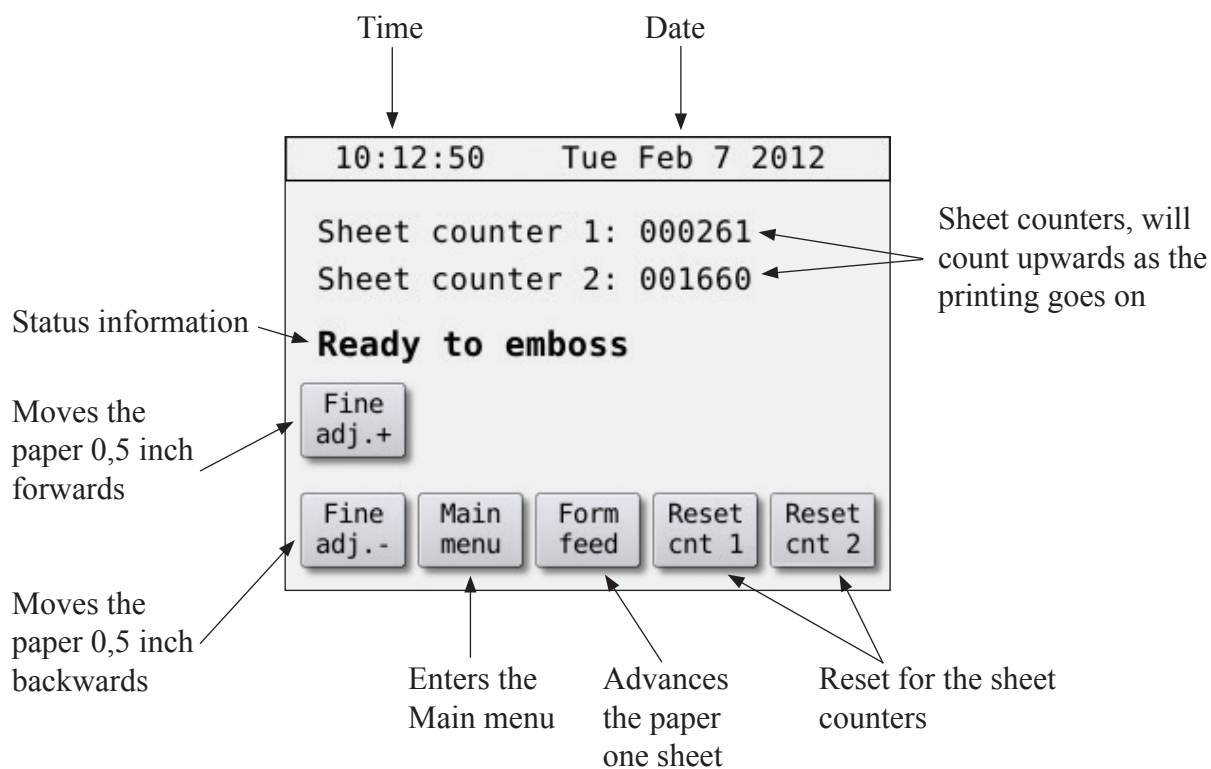 Time
Date
10:12:50 Tue Feb 7 2012
Sheet counter 1: 000261
Sheet counter 2: 001660
Sheet counters, will
count upwards as the
printing goes on
Status information
Ready to emboss
Moves the
paper 0,5 inch
forwards
Fine
adj.+
Fine
adj.-
Main
menu
Form
feed
Reset
cnt 1
Reset
cnt 2
Moves the
paper 0,5 inch
backwards
Enters the
Main menu
Advances
the paper
one sheet
Reset for the sheet
counters